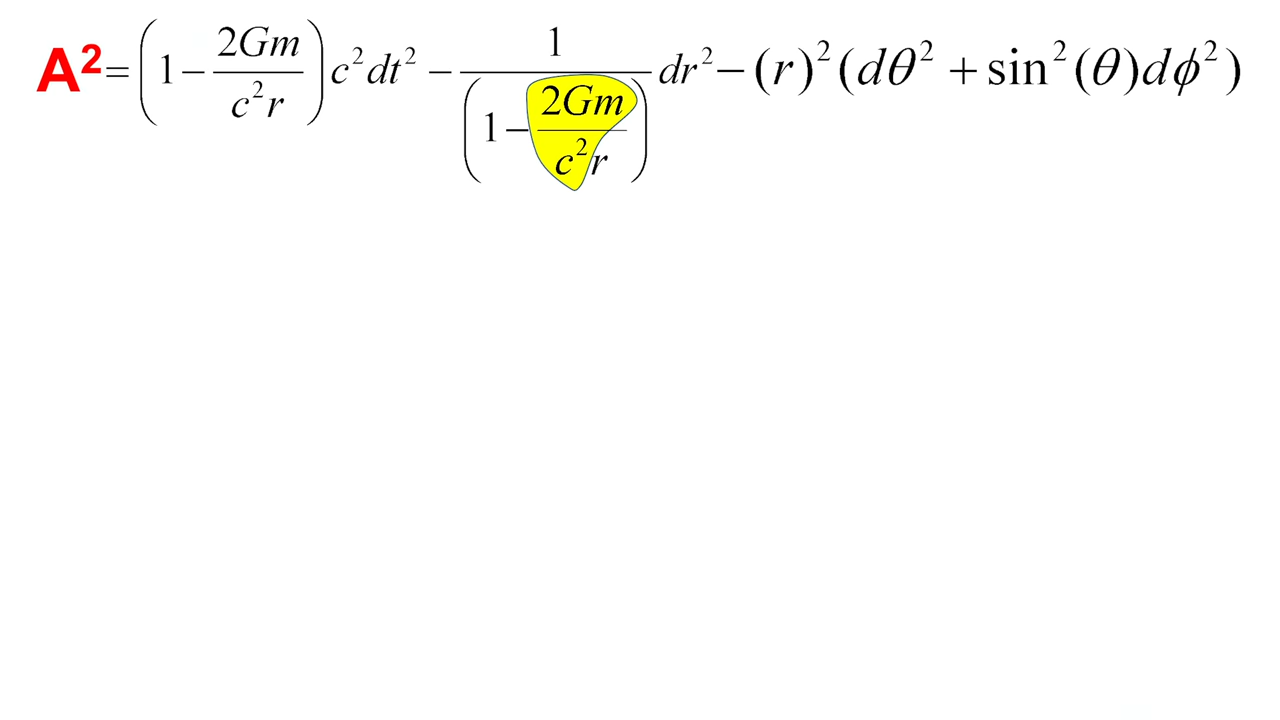 A²= (1 − 2Gm / c²r) c²dt² − 1 / (1 − 2Gm / c²r) dr² − (r)²(dθ² + sin²(θ)dϕ²)